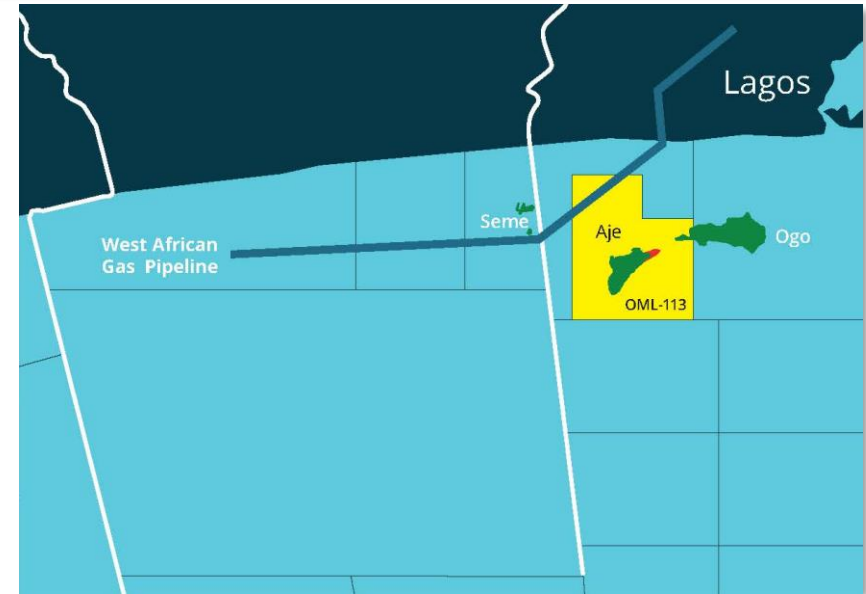 Lagos
Seme
West African
Gas Pipeline
Aje
Ogo
OML-113